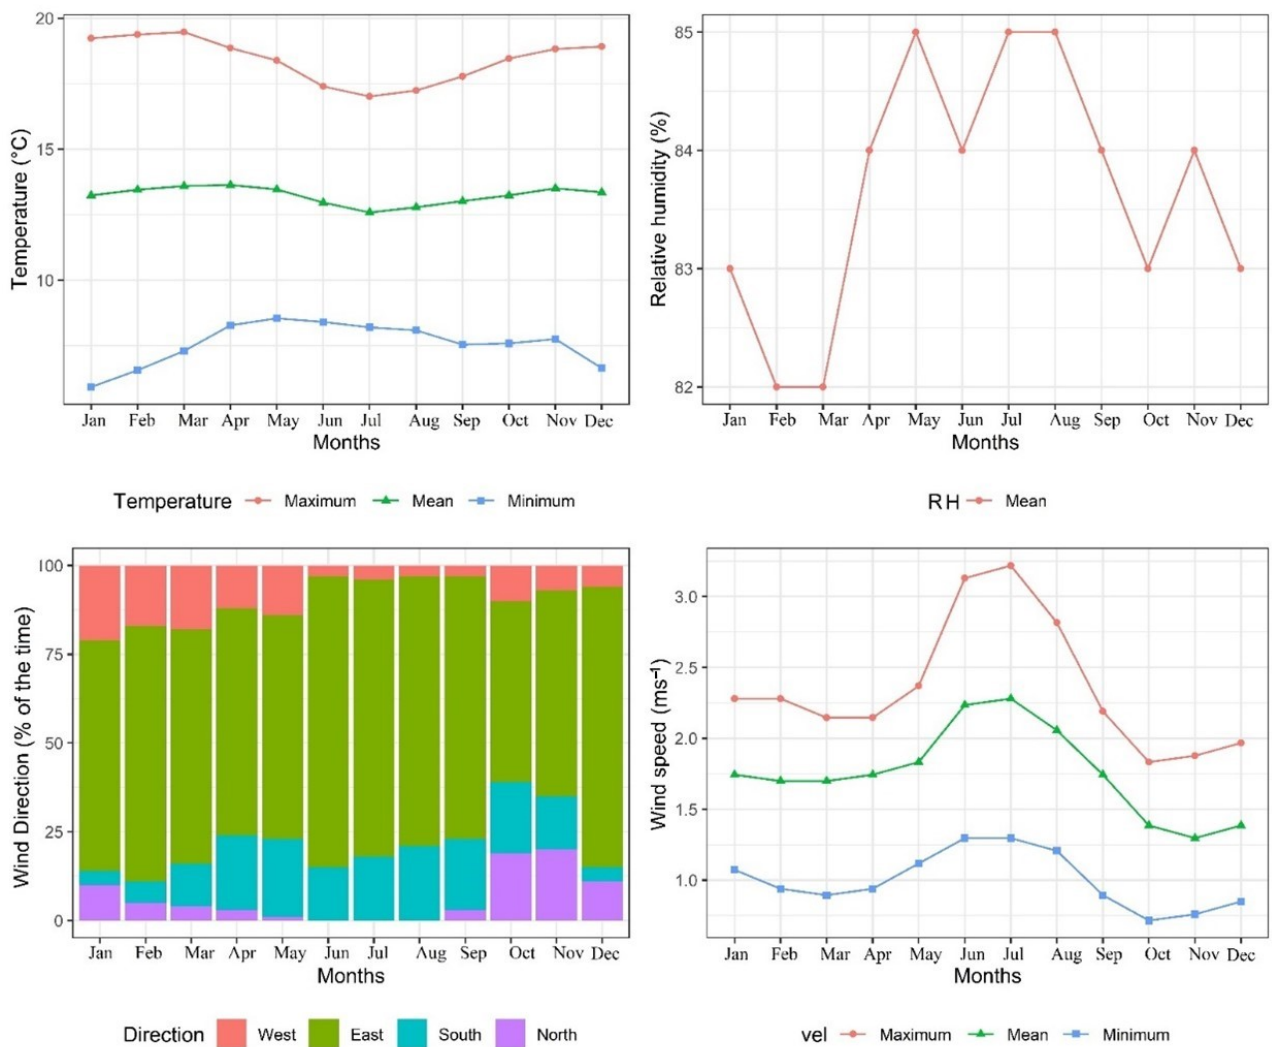 20
15
10
Temperature (°C)
Jan Feb Mar Apr May Jun Jul Aug Sep Oct Nov Dec
Months
Temperature Maximum Mean Minimum
85
84
83
82
Relative humidity (%)
Jan Feb Mar Apr May Jun Jul Aug Sep Oct Nov Dec
Months
RH Mean
100
75
50
25
0
Wind Direction (% of the time)
Jan Feb Mar Apr May Jun Jul Aug Sep Oct Nov Dec
Months
Direction West East South North
3.0
2.5
2.0
1.5
1.0
Wind speed (ms⁻¹)
Jan Feb Mar Apr May Jun Jul Aug Sep Oct Nov Dec
Months
vel Maximum Mean Minimum